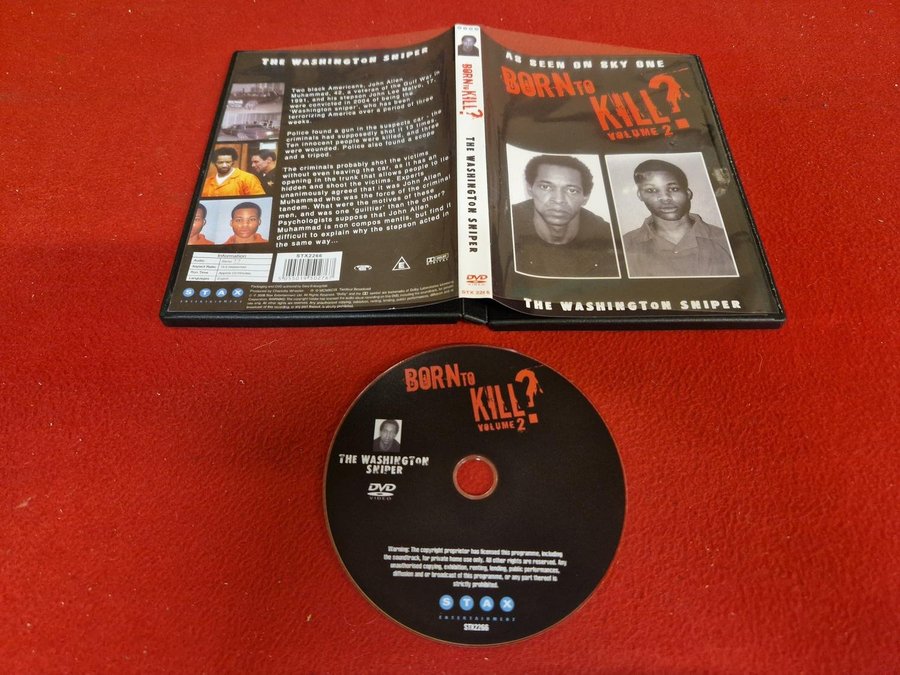 THE WASHINGTON SNIPER
Two black Americans, John Allen
Muhammad, 42, a veteran of the Gulf War in
1991, and his stepson John Lee Malvo, 17,
were convicted in 2004 of being the
'Washington sniper', who has been
terrorizing America over a period of three
weeks.
Police found a gun in the suspects car - the
criminals had supposedly shot it 13 times.
Ten innocent people were killed, and three
were wounded. Police also found a scope
and a tripod.
The criminals probably shot the victims
without even leaving the car, as it has an
opening in the trunk that allows people to lie
hidden and shoot the victims. Experts
unanimously agreed that it was John Allen
Muhammad who was the force of the criminal
tandem. What were the motives of these
men, and was one 'guiltier' than the other?
Psychologists suppose that John Allen
Muhammad is non compos mentis, but find it
difficult to explain why the stepson acted in
the same way...
Information
Audio:
Aspect Ratio:
Run Time:
Languages:
STX2266
E
STAX
BORN TO
KILL?
THE WASHINGTON SNIPER
DVD
VIDEO
STX 2266
AS SEEN ON SKY ONE
BORN TO
KILL?
VOLUME 2
THE WASHINGTON SNIPER
BORN TO
KILL?
VOLUME 2
THE WASHINGTON
SNIPER
DVD
VIDEO
Warning: The copyright proprietor has licensed this programme, including
the soundtrack, for private home use only. All other rights are reserved. Any
unauthorised copying, exhibition, renting, lending, public performances,
diffusion and or broadcast of this programme, or any part thereof is
strictly prohibited.
STAX
ENTERTAINMENT
STX2266